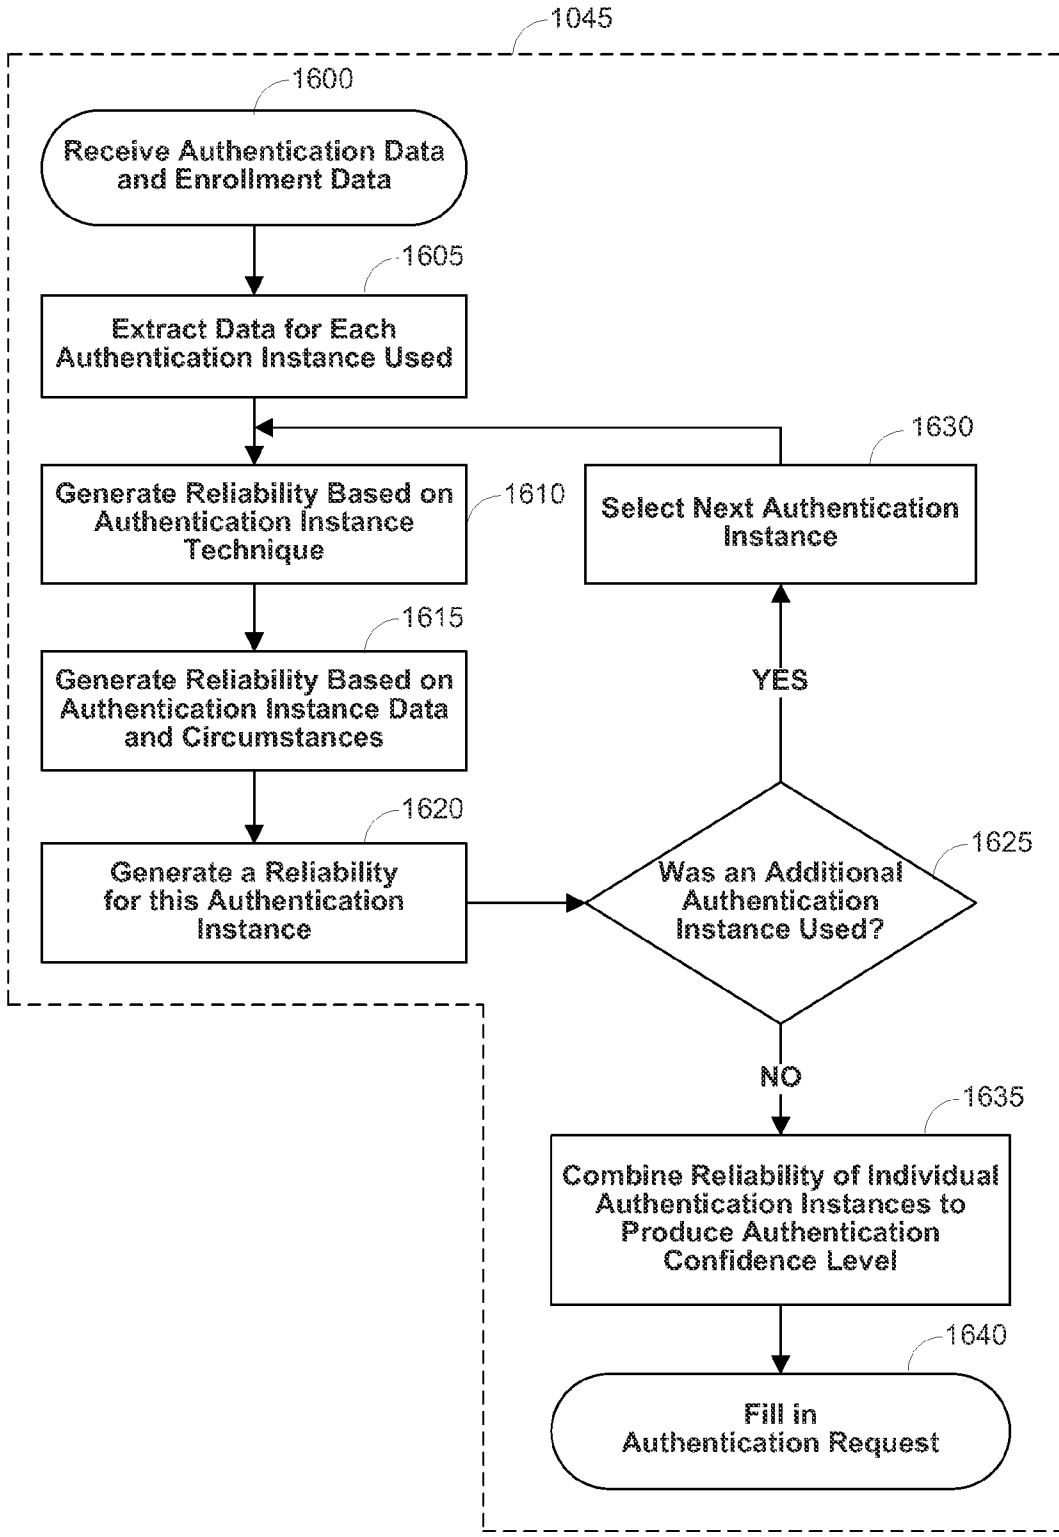 1045
1600
Receive Authentication Data
and Enrollment Data
1605
Extract Data for Each
Authentication Instance Used
1630
Generate Reliability Based on
Authentication Instance
Technique
1610
Select Next Authentication
Instance
1615
Generate Reliability Based on
Authentication Instance Data
and Circumstances
YES
1620
Generate a Reliability
for this Authentication
Instance
1625
Was an Additional
Authentication
Instance Used?
NO
1635
Combine Reliability of Individual
Authentication Instances to
Produce Authentication
Confidence Level
1640
Fill in
Authentication Request